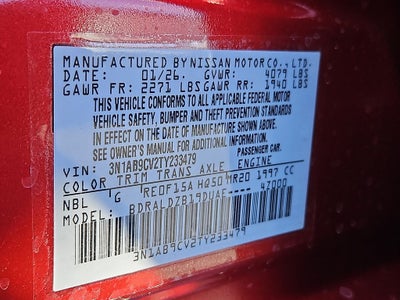 MANUFACTURED BY NISSAN MOTOR CO., LTD.
DATE: 01/26. GVWR: 4079 LBS
GAWR FR: 2271 LBS GAWR RR: 1940 LBS
THIS VEHICLE CONFORMS TO ALL APPLICABLE FEDERAL MOTOR
VEHICLE SAFETY, BUMPER AND THEFT PREVENTION STANDARDS
IN EFFECT ON THE DATE OF MANUFACTURE SHOWN ABOVE.
SEE OWNER'S MANUAL FOR ADDITIONAL INFORMATION
PASSENGER CAR
VIN: 3N1AB9CV2TY233479
COLOR TRIM TRANS AXLE ENGINE
NBL G RE0F15A HQ50 MR20 1997 CC
MODEL: BDRALDZB19DUAF----- 4Z000
3N1AB9CV2TY233479